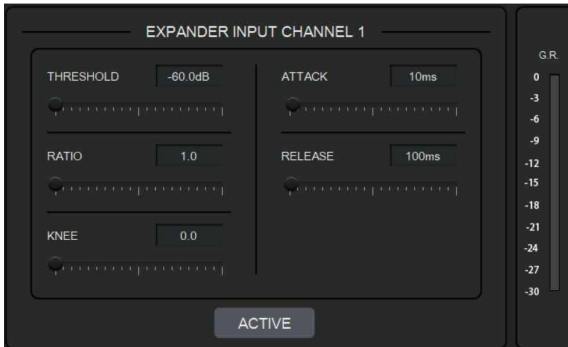 EXPANDER INPUT CHANNEL 1
THRESHOLD -60.0dB
RATIO 1.0
KNEE 0.0
ATTACK 10ms
RELEASE 100ms
ACTIVE
G.R.
0
-3
-6
-9
-12
-15
-18
-21
-24
-27
-30